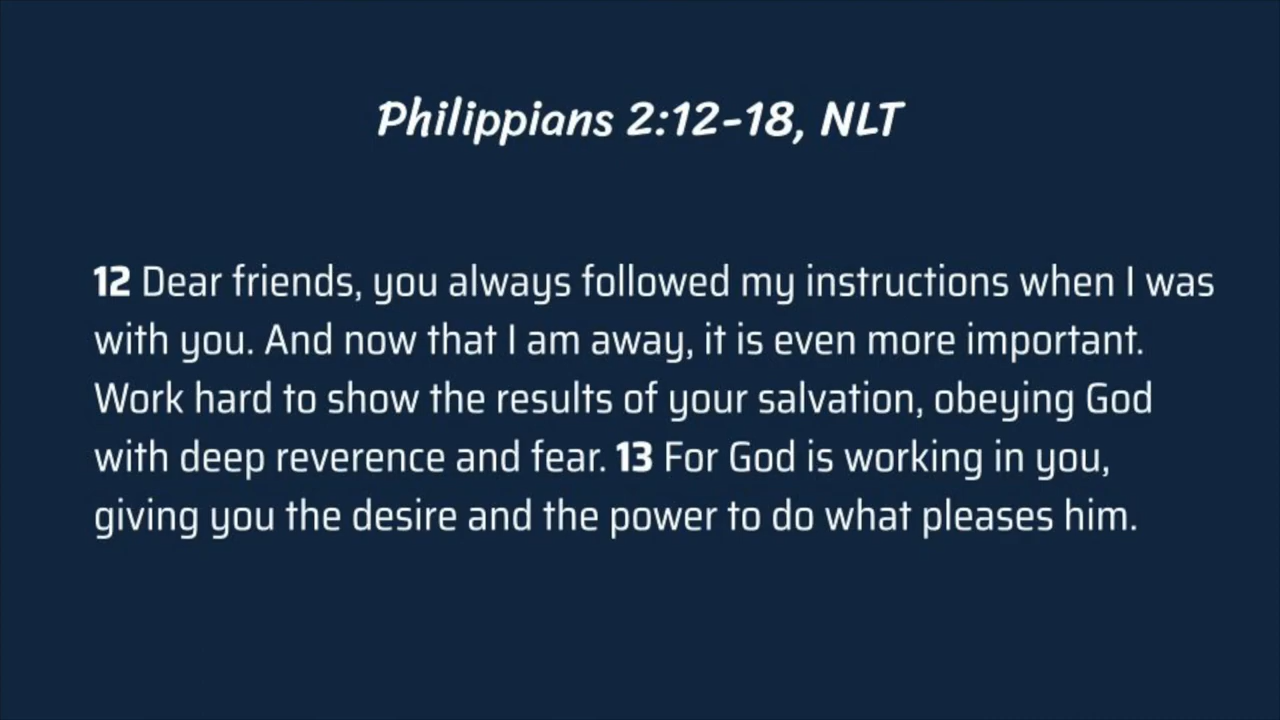 Philippians 2:12-18, NLT
12 Dear friends, you always followed my instructions when I was
with you. And now that I am away, it is even more important.
Work hard to show the results of your salvation, obeying God
with deep reverence and fear. 13 For God is working in you,
giving you the desire and the power to do what pleases him.